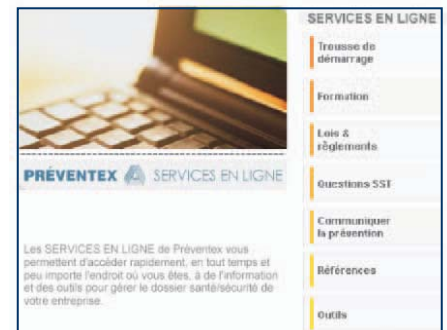 PRÉVENTEX SERVICES EN LIGNE
Les SERVICES EN LIGNE de Préventex vous
permettent d'accéder rapidement, en tout temps et
peu importe l'endroit où vous êtes, à de l'information
et des outils pour gérer le dossier santé/sécurité de
votre entreprise.
SERVICES EN LIGNE
Trousse de
démarrage
Formation
Lois &
règlements
Questions SST
Communiquer
la prévention
Références
Outils